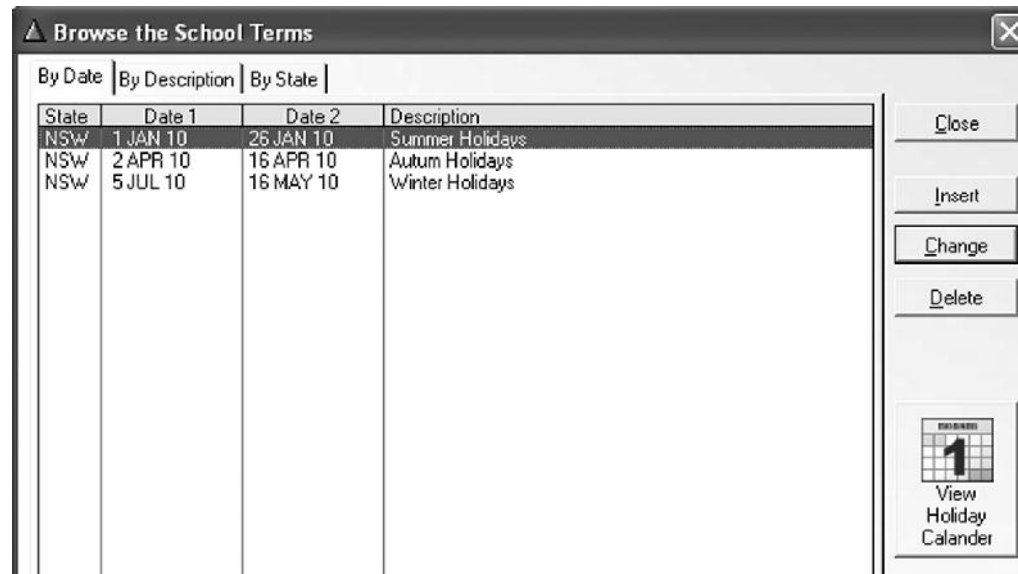 Browse the School Terms
By Date By Description By State
State Date 1 Date 2 Description
NSW 1 JAN 10 26 JAN 10 Summer Holidays
NSW 2 APR 10 16 APR 10 Autum Holidays
NSW 5 JUL 10 16 MAY 10 Winter Holidays
Close
Insert
Change
Delete
1
View
Holiday
Calander